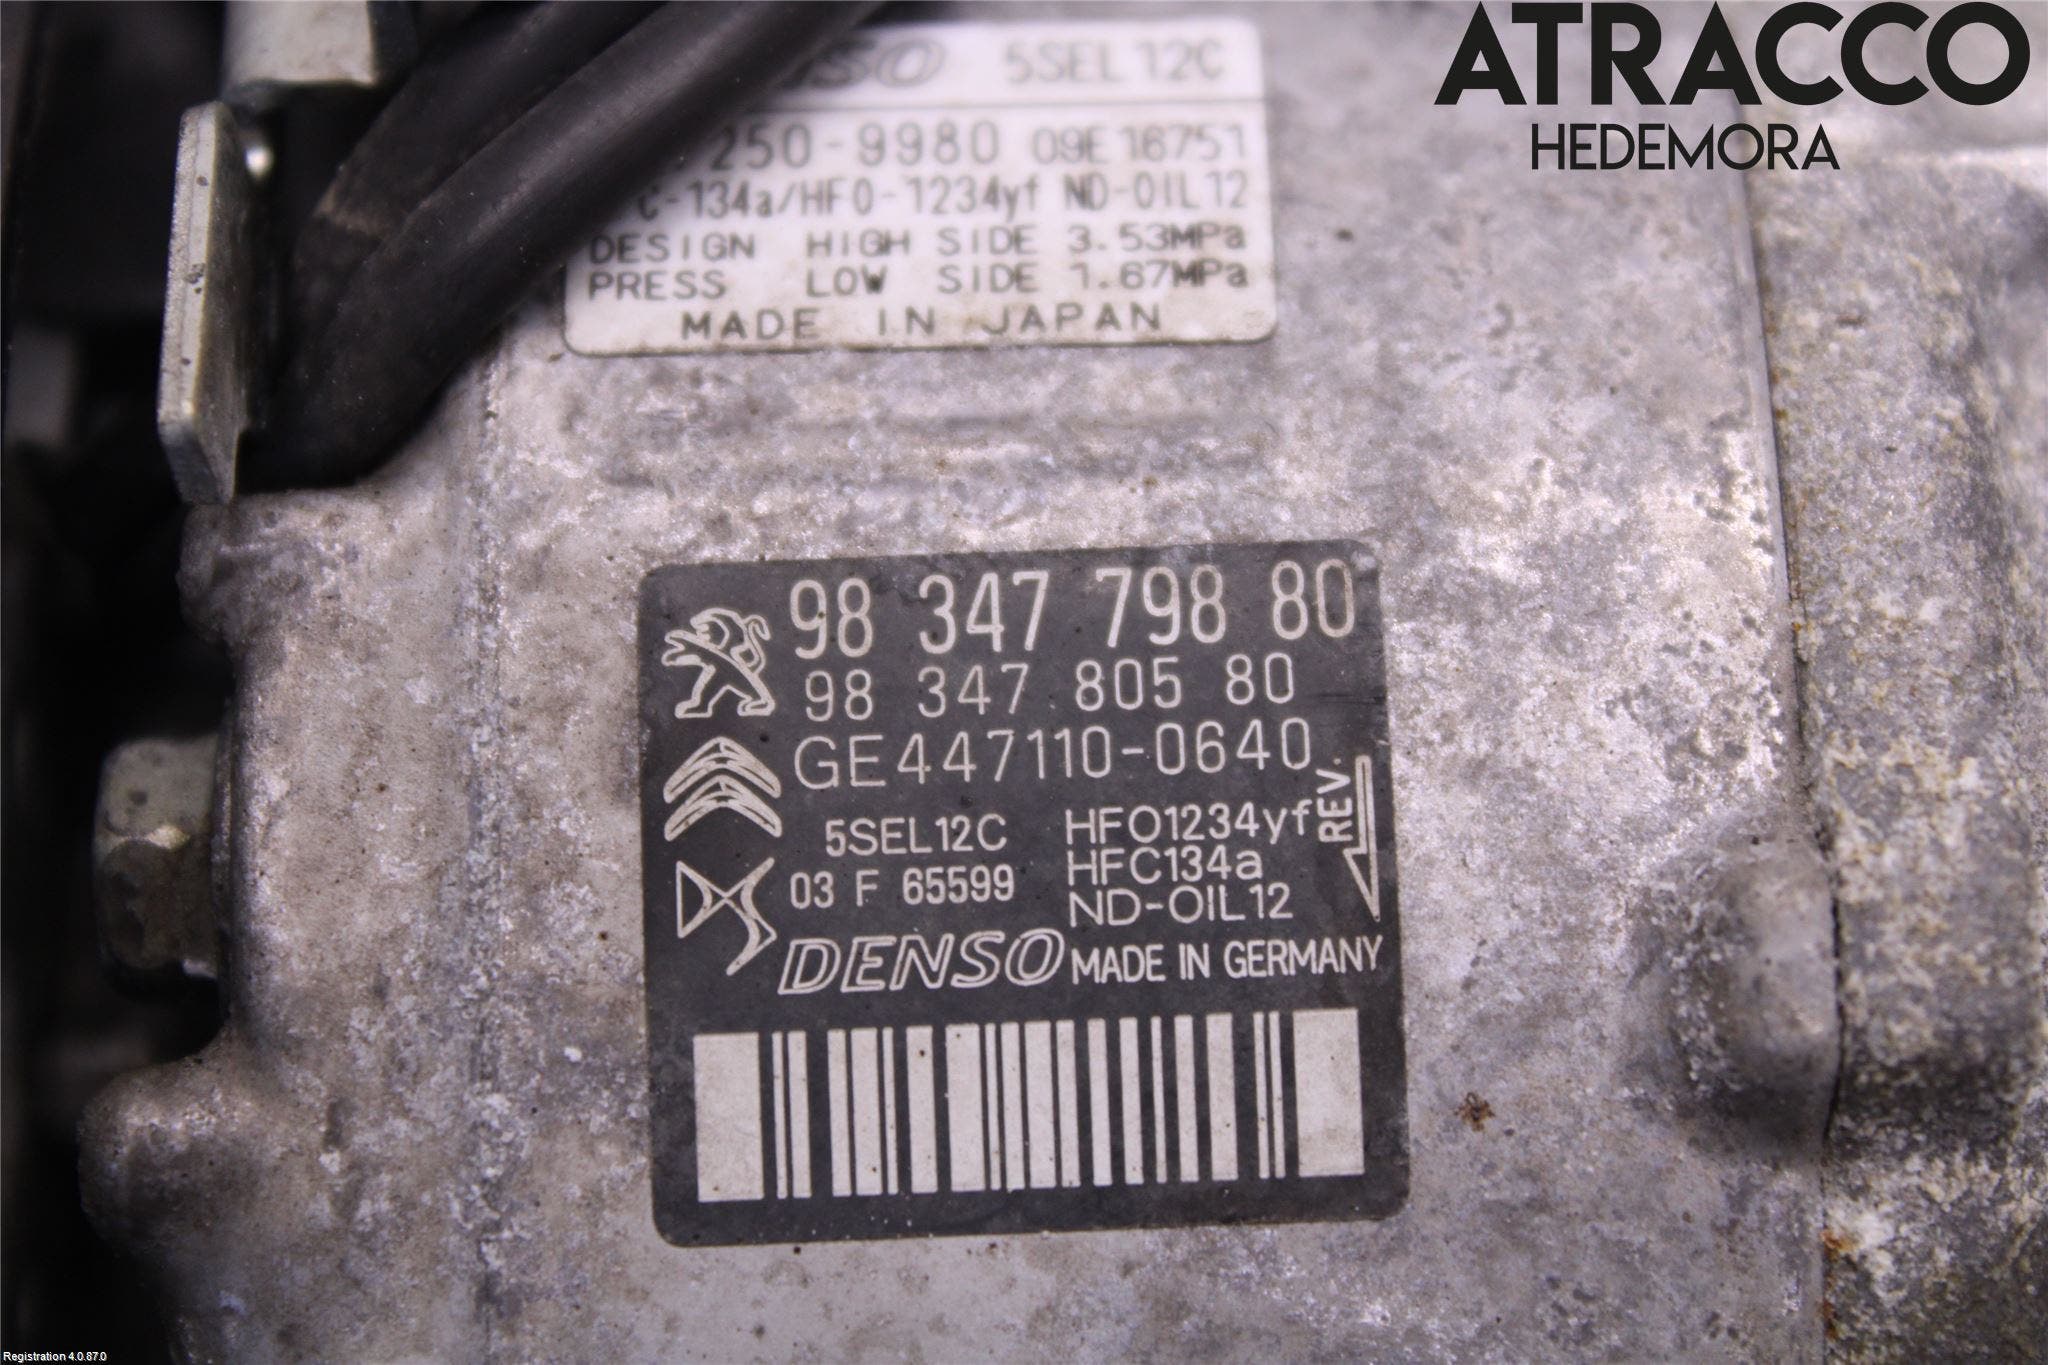 ATRACCO
HEDEMORA
5SEL12C
250-9980 09E16751
-134a/HFO-1234yf ND-OIL12
DESIGN HIGH SIDE 3.53MPa
PRESS LOW SIDE 1.67MPa
MADE IN JAPAN
98 347 798 80
98 347 805 80
GE447110-0640
5SEL12C HFO1234yf
HFC134a
03 F 65599
ND-OIL12
REV.
DENSO MADE IN GERMANY
Registration 4.0.87.0